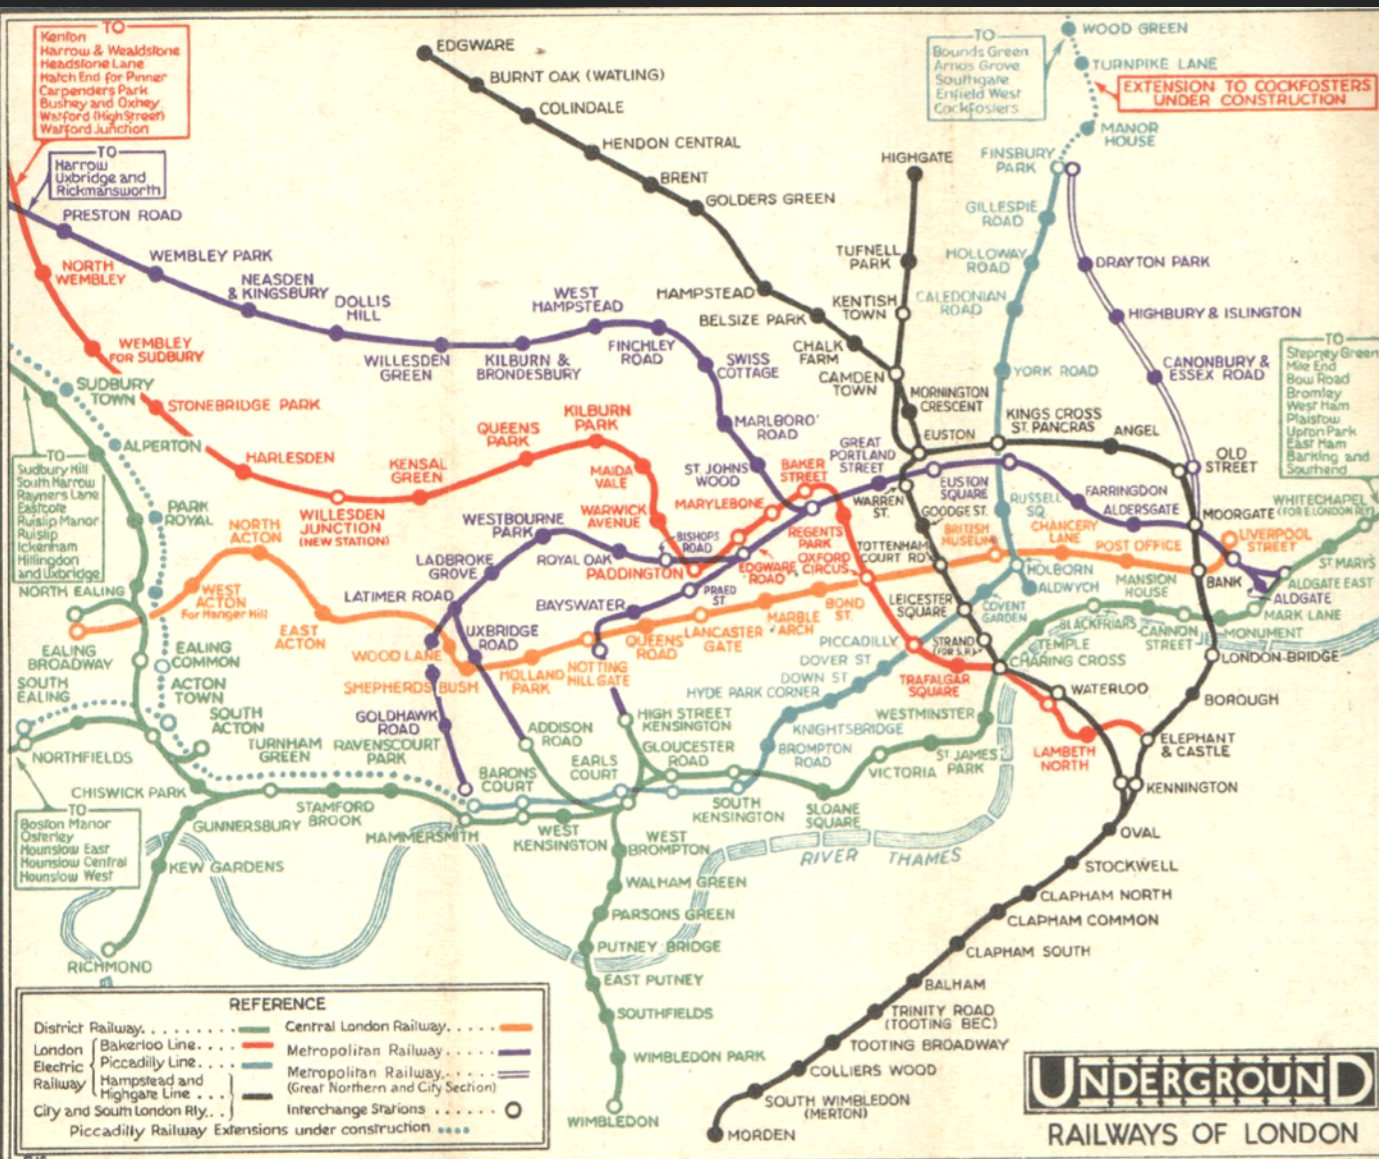 TO
Kenton
Harrow & Wealdstone
Headstone Lane
Hatch End for Pinner
Carpenders Park
Bushey and Oxhey
Watford (High Street)
Watford Junction
TO
Harrow
Uxbridge and
Rickmansworth
PRESTON ROAD
NORTH
WEMBLEY
WEMBLEY PARK
NEASDEN
& KINGSBURY
DOLLIS
HILL
WILLESDEN
GREEN
KILBURN &
BRONDESBURY
WEST
HAMPSTEAD
FINCHLEY
ROAD
SWISS
COTTAGE
MARLBORO'
ROAD
ST JOHNS
WOOD
EDGWARE
BURNT OAK (WATLING)
COLINDALE
HENDON CENTRAL
BRENT
GOLDERS GREEN
HAMPSTEAD
BELSIZE PARK
CHALK
FARM
CAMDEN
TOWN
HIGHGATE
TUFNELL
PARK
KENTISH
TOWN
MORNINGTON
CRESCENT
EUSTON
TO
Bounds Green
Arnos Grove
Southgate
Enfield West
Cockfosters
WOOD GREEN
TURNPIKE LANE
EXTENSION TO COCKFOSTERS
UNDER CONSTRUCTION
MANOR
HOUSE
FINSBURY
PARK
GILLESPIE
ROAD
HOLLOWAY
ROAD
CALEDONIAN
ROAD
YORK ROAD
KINGS CROSS
ST. PANCRAS
DRAYTON PARK
HIGHBURY & ISLINGTON
CANONBURY &
ESSEX ROAD
ANGEL
OLD
STREET
TO
Stepney Green
Mile End
Bow Road
Bromley
West Ham
Plaistow
Upton Park
East Ham
Barking and
Southend
WHITECHAPEL
(FOR E LONDON RY)
ST MARYS
WEMBLEY
FOR SUDBURY
SUDBURY
TOWN
STONEBRIDGE PARK
ALPERTON
HARLESDEN
WILLESDEN
JUNCTION
(NEW STATION)
KENSAL
GREEN
QUEENS
PARK
KILBURN
PARK
MAIDA
VALE
WARWICK
AVENUE
PADDINGTON
MARYLEBONE
BAKER
STREET
GREAT
PORTLAND
STREET
WARREN
ST.
EUSTON
SQUARE
GOODGE ST.
RUSSELL
SQ.
FARRINGDON
ALDERSGATE
MOORGATE
LIVERPOOL
STREET
TO
Sudbury Hill
South Harrow
Rayners Lane
Eastcote
Ruislip Manor
Ruislip
Ickenham
Hillingdon
and Uxbridge
PARK
ROYAL
NORTH
ACTON
WEST
ACTON
For Hanger Hill
EAST
ACTON
NORTH EALING
EALING
BROADWAY
SOUTH
EALING
EALING
COMMON
ACTON
TOWN
SOUTH
ACTON
NORTHFIELDS
WESTBOURNE
PARK
ROYAL OAK
BISHOPS
ROAD
EDGWARE
ROAD
LADBROKE
GROVE
LATIMER ROAD
UXBRIDGE
ROAD
WOOD LANE
SHEPHERDS BUSH
HOLLAND
PARK
NOTTING
HILL GATE
BAYSWATER
PRAED
ST
QUEENS
ROAD
LANCASTER
GATE
MARBLE
ARCH
BOND
ST.
REGENTS
PARK
OXFORD
CIRCUS
TOTTENHAM
COURT RD
BRITISH
MUSEUM
CHANCERY
LANE
POST OFFICE
BANK
ALDGATE EAST
ALDGATE
MARK LANE
HOLBORN
ALDWYCH
LEICESTER
SQUARE
COVENT
GARDEN
MANSION
HOUSE
BLACKFRIARS
CANNON
STREET
MONUMENT
TEMPLE
STRAND
(FOR S.R)
CHARING CROSS
PICCADILLY
DOVER ST
DOWN ST
HYDE PARK CORNER
KNIGHTSBRIDGE
BROMPTON
ROAD
TRAFALGAR
SQUARE
WESTMINSTER
ST JAMES
PARK
VICTORIA
SLOANE
SQUARE
SOUTH
KENSINGTON
GLOUCESTER
ROAD
HIGH STREET
KENSINGTON
WATERLOO
LAMBETH
NORTH
LONDON BRIDGE
BOROUGH
ELEPHANT
& CASTLE
KENNINGTON
GOLDHAWK
ROAD
ADDISON
ROAD
EARLS
COURT
BARONS
COURT
RAVENSCOURT
PARK
TURNHAM
GREEN
CHISWICK PARK
GUNNERSBURY
STAMFORD
BROOK
HAMMERSMITH
WEST
KENSINGTON
TO
Boston Manor
Osterley
Hounslow East
Hounslow Central
Hounslow West
KEW GARDENS
RICHMOND
WEST
BROMPTON
WALHAM GREEN
PARSONS GREEN
PUTNEY BRIDGE
EAST PUTNEY
SOUTHFIELDS
WIMBLEDON PARK
WIMBLEDON
RIVER THAMES
OVAL
STOCKWELL
CLAPHAM NORTH
CLAPHAM COMMON
CLAPHAM SOUTH
BALHAM
TRINITY ROAD
(TOOTING BEC)
TOOTING BROADWAY
COLLIERS WOOD
SOUTH WIMBLEDON
(MERTON)
MORDEN
REFERENCE
District Railway
London Electric Railway
Bakerloo Line
Piccadilly Line
Hampstead and
Highgate Line
City and South London Rly.
Central London Railway
Metropolitan Railway
Metropolitan Railway
(Great Northern and City Section)
Interchange Stations
Piccadilly Railway Extensions under construction
UNDERGROUND
RAILWAYS OF LONDON